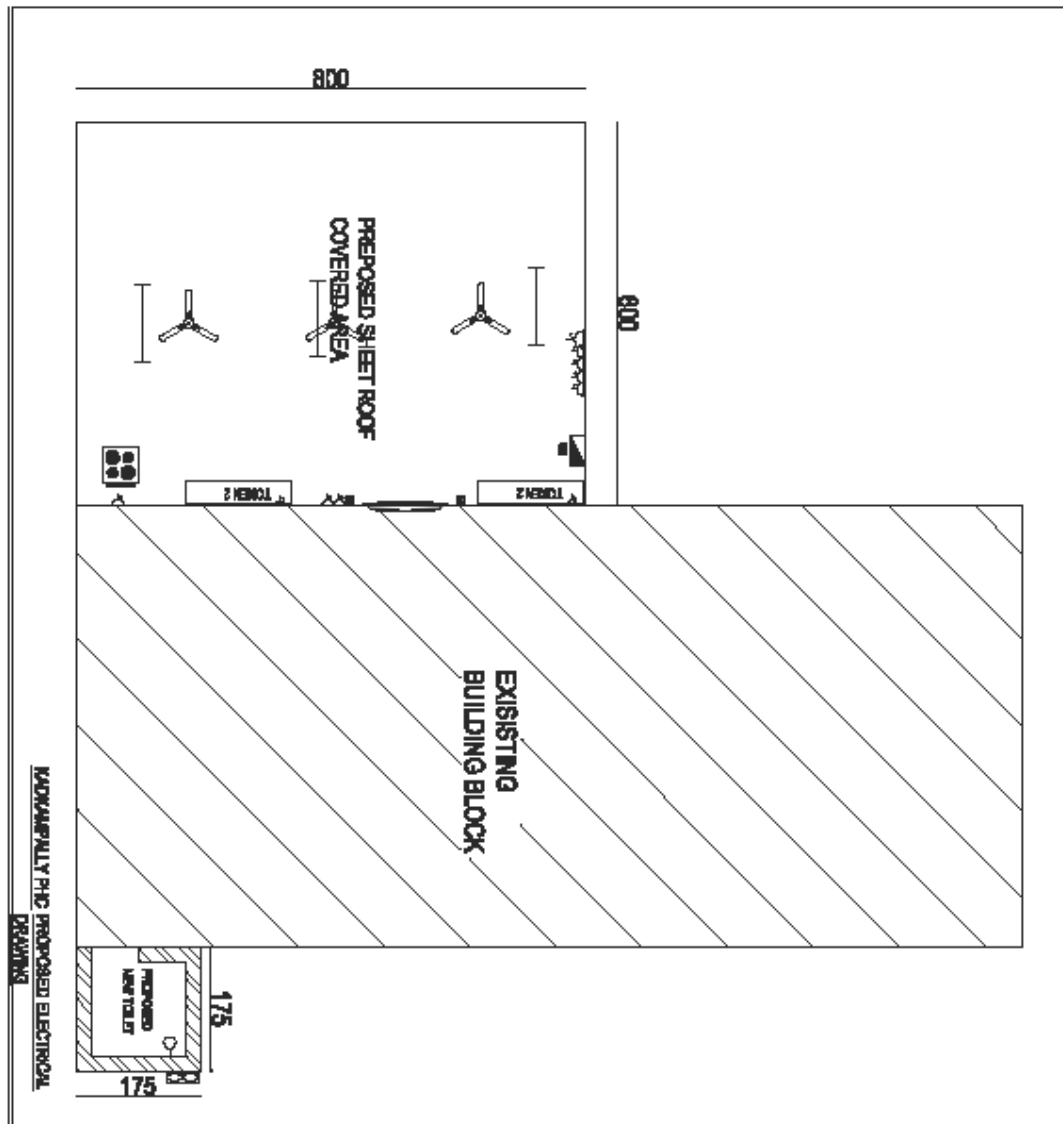 800
600
PREPOSED SHEET ROOF
COVERED AREA
TOKEN 2
TOKEN 2
EXISISTING
BUILDING BLOCK
PROPOSED
NEW TOILET
175
175
KADKAMPALLY PHC PROPOSED ELECTRICAL
DRAWING